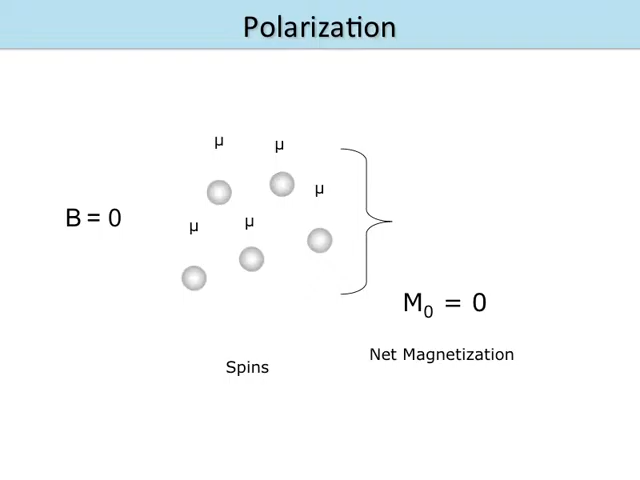 Polarization
μ
μ
μ
B = 0
μ
μ
M₀ = 0
Net Magnetization
Spins